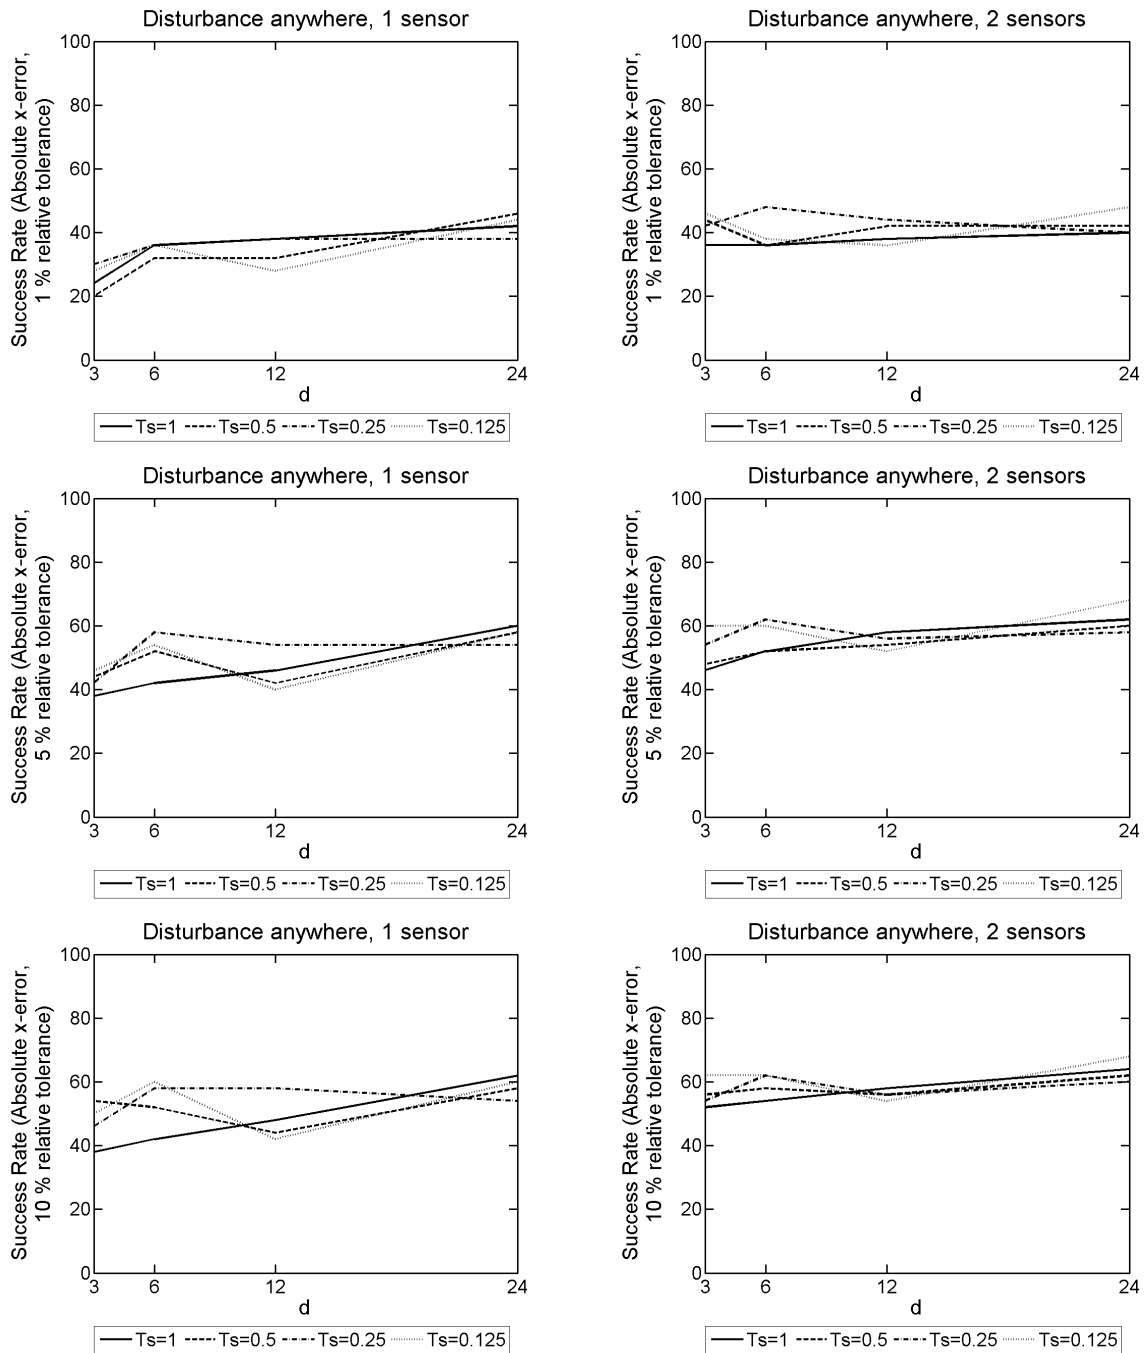 Disturbance anywhere, 1 sensor
Success Rate (Absolute x-error,
1 % relative tolerance)
100
80
60
40
20
0
3 6 12 24
d
Ts=1 Ts=0.5 Ts=0.25 Ts=0.125
Disturbance anywhere, 2 sensors
Success Rate (Absolute x-error,
1 % relative tolerance)
100
80
60
40
20
0
3 6 12 24
d
Ts=1 Ts=0.5 Ts=0.25 Ts=0.125
Disturbance anywhere, 1 sensor
Success Rate (Absolute x-error,
5 % relative tolerance)
100
80
60
40
20
0
3 6 12 24
d
Ts=1 Ts=0.5 Ts=0.25 Ts=0.125
Disturbance anywhere, 2 sensors
Success Rate (Absolute x-error,
5 % relative tolerance)
100
80
60
40
20
0
3 6 12 24
d
Ts=1 Ts=0.5 Ts=0.25 Ts=0.125
Disturbance anywhere, 1 sensor
Success Rate (Absolute x-error,
10 % relative tolerance)
100
80
60
40
20
0
3 6 12 24
d
Ts=1 Ts=0.5 Ts=0.25 Ts=0.125
Disturbance anywhere, 2 sensors
Success Rate (Absolute x-error,
10 % relative tolerance)
100
80
60
40
20
0
3 6 12 24
d
Ts=1 Ts=0.5 Ts=0.25 Ts=0.125